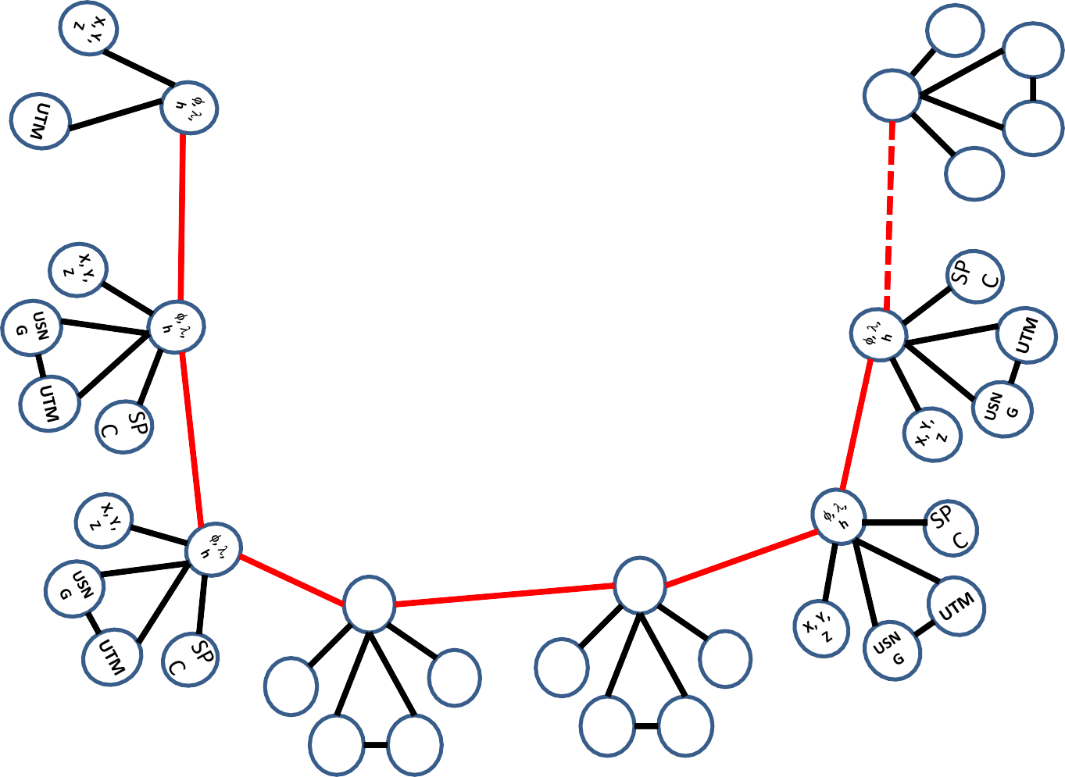 X, Y,
Z
φ, λ,
h
UTM
X, Y,
Z
φ, λ,
h
USN
G
UTM
SP
C
X, Y,
Z
φ, λ,
h
USN
G
UTM
SP
C
SP
C
φ, λ,
h
UTM
USN
G
X, Y,
Z
φ, λ,
h
SP
C
UTM
X, Y,
Z
USN
G